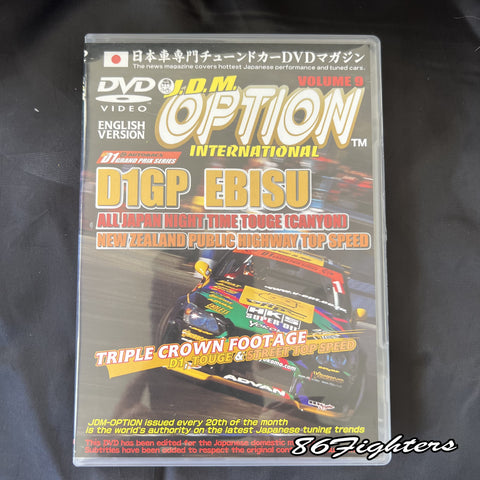 日本車専門チューンドカーDVDマガジン
The news magazine covers hottest Japanese performance and tuned cars.
DVD
VIDEO
ENGLISH
VERSION
J.D.M.
VOLUME 9
OPTION
TM
INTERNATIONAL
D1
GRAND PRIX SERIES
D1GP EBISU
ALL JAPAN NIGHT TIME TOUGE (CANYON)
NEW ZEALAND PUBLIC HIGHWAY TOP SPEED
HKS
SUPER OIL
TRIPLE CROWN FOOTAGE
D1, TOUGE & STREET TOP SPEED
ADVAN
JDM-OPTION issued every 20th of the month
is the world's authority on the latest Japanese tuning trends
This DVD has been edited for the Japanese domestic
Subtitles have been added to respect the original
86Fighters